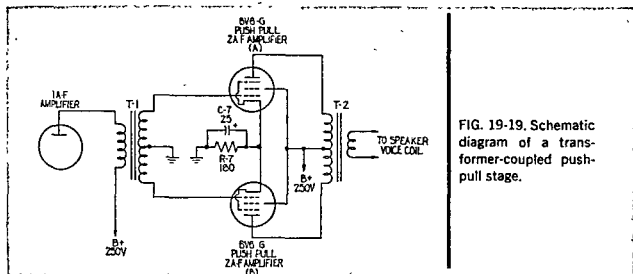 6V6-G
PUSH PULL
2A-F AMPLIFIER
(A)
1A-F
AMPLIFIER
T-1
C-7
25
+
R-7
180
T-2
TO SPEAKER
VOICE COIL
B+
250V
B+
250V
6V6-G
PUSH PULL
2A-F AMPLIFIER
(B)
FIG. 19-19. Schematic
diagram of a trans-
former-coupled push-
pull stage.